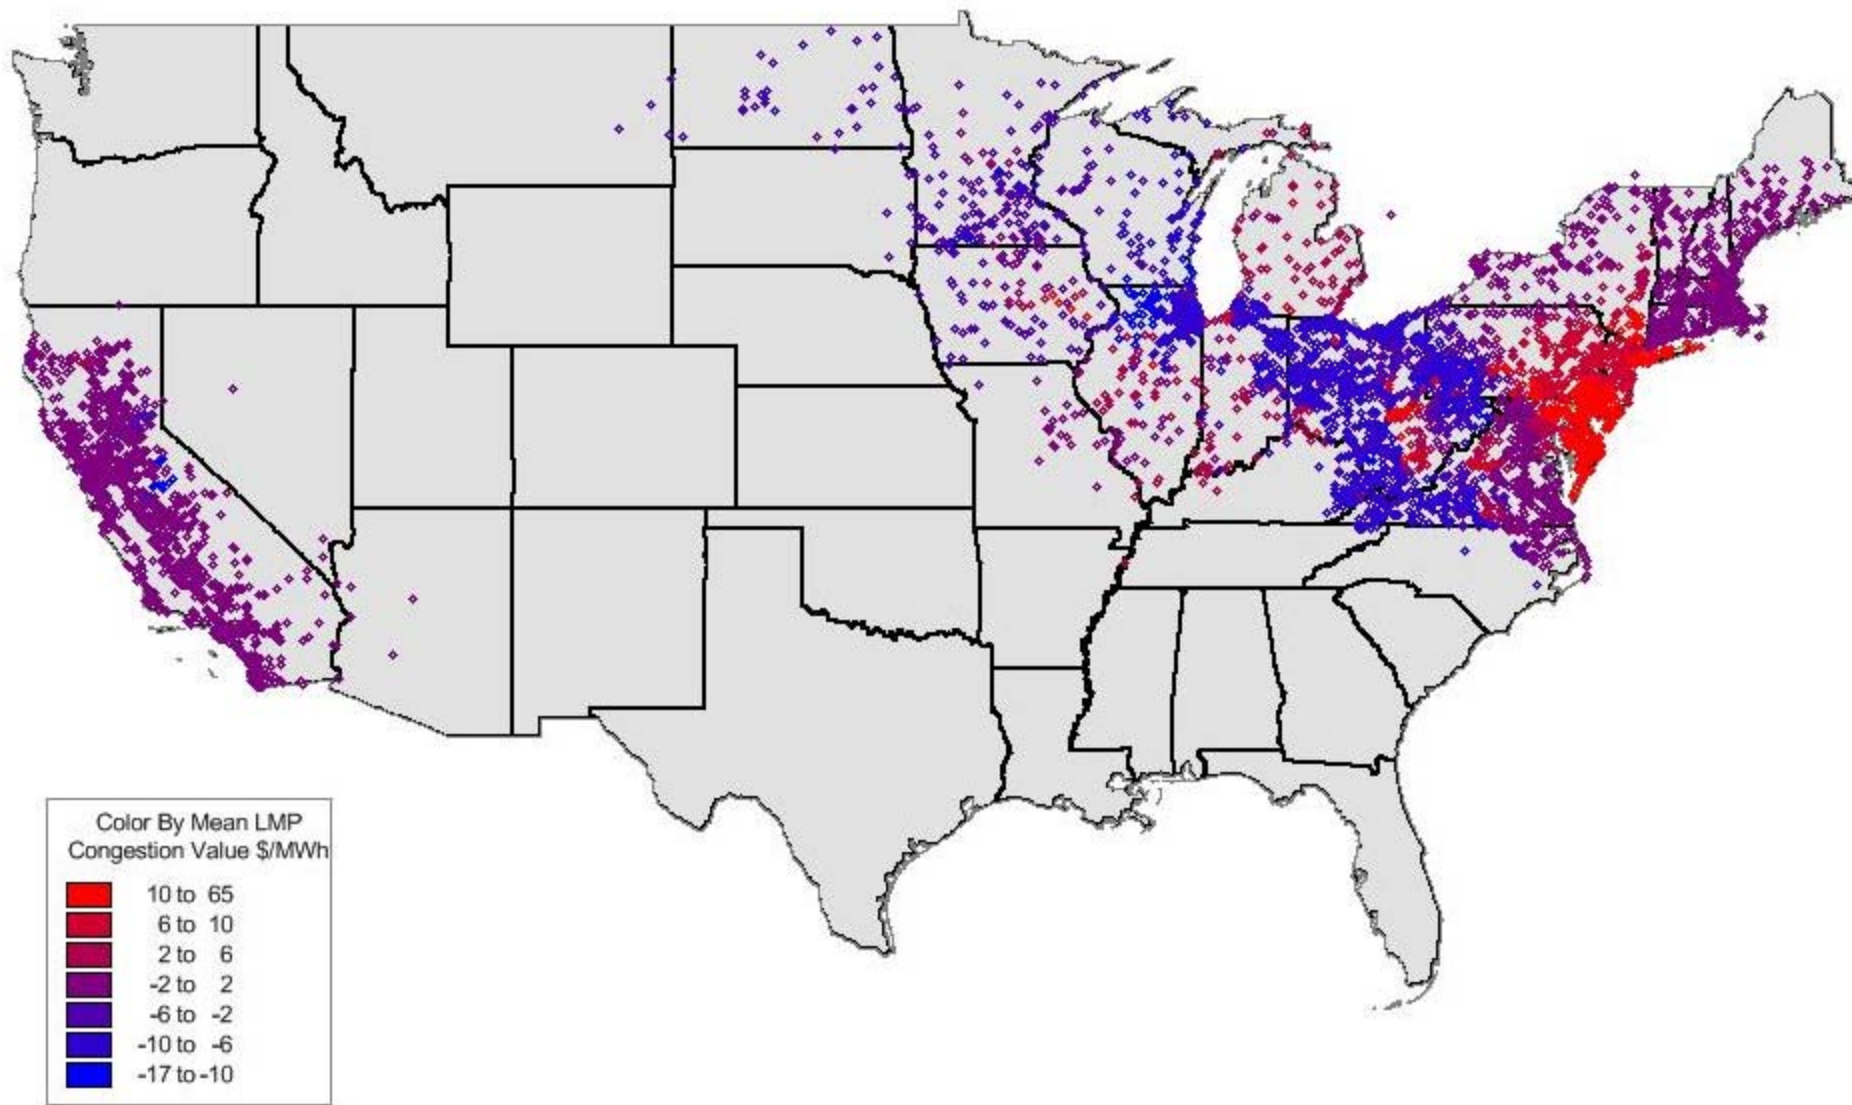 Color By Mean LMP
Congestion Value $/MWh
10 to 65
6 to 10
2 to 6
-2 to 2
-6 to -2
-10 to -6
-17 to -10